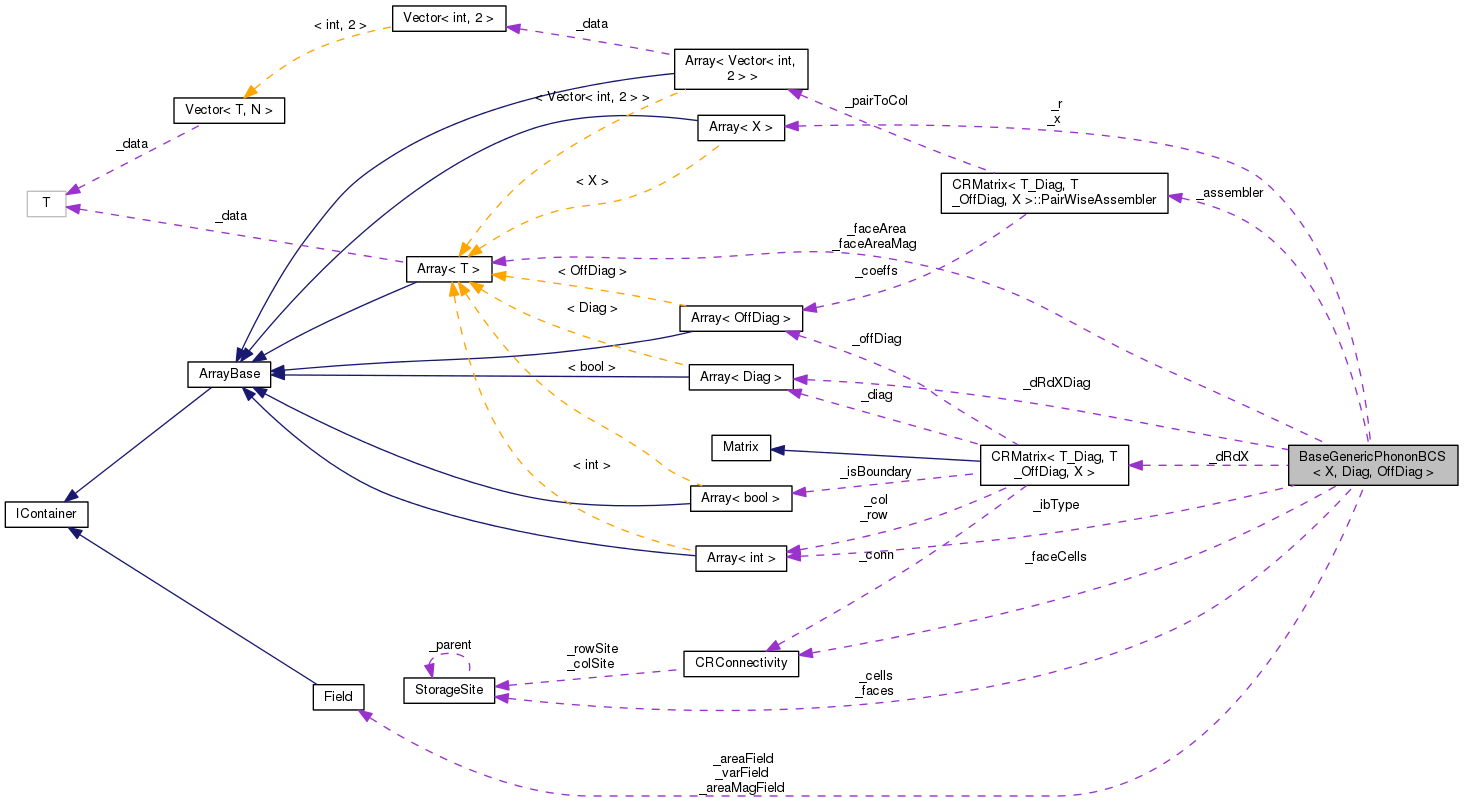 Vector< int, 2 >
< int, 2 >
_data
Array< Vector< int,
2 > >
Vector< T, N >
< Vector< int, 2 > >
_pairToCol
_r
_x
Array< X >
_data
< X >
CRMatrix< T_Diag, T
_OffDiag, X >::PairWiseAssembler
_assembler
T
_data
_faceArea
_faceAreaMag
Array< T >
< OffDiag >
_coeffs
< Diag >
Array< OffDiag >
_offDiag
ArrayBase
< bool >
Array< Diag >
_dRdXDiag
_diag
Matrix
CRMatrix< T_Diag, T
_OffDiag, X >
_dRdX
BaseGenericPhononBCS
< X, Diag, OffDiag >
< int >
_isBoundary
Array< bool >
_col
_row
_ibType
IContainer
Array< int >
_conn
_faceCells
_parent
_rowSite
_colSite
CRConnectivity
StorageSite
_cells
_faces
Field
_areaField
_varField
_areaMagField